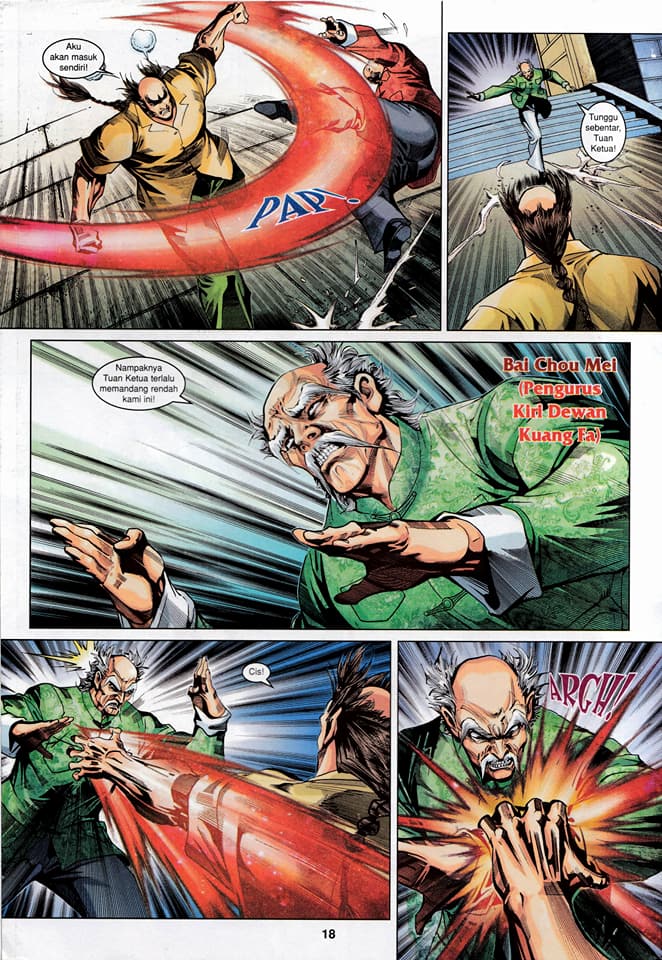 Aku
akan masuk
sendiri!
PAP!
Tunggu
sebentar,
Tuan
Ketua!
Nampaknya
Tuan Ketua terlalu
memandang rendah
kami ini!
Bai Chou Mei
(Pengurus
Kiri Dewan
Kuang Fa)
Cis!
ARGH!
18